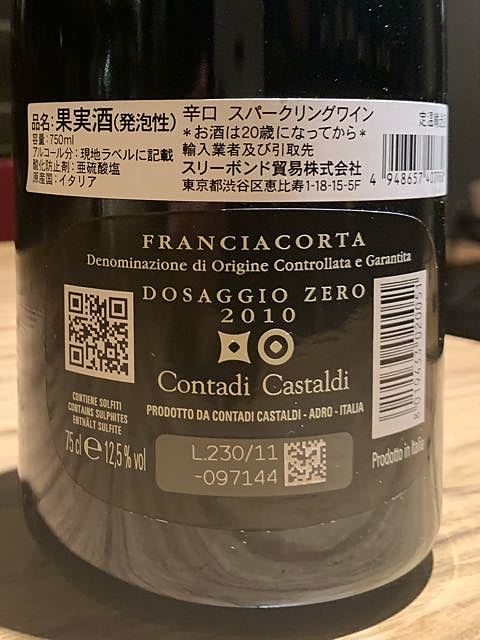 品名:果実酒(発泡性)
容量:750ml
アルコール分:現地ラベルに記載
酸化防止剤:亜硫酸塩
原産国:イタリア
辛口 スパークリングワイン
*お酒は20歳になってから*
輸入業者及び引取先
スリーボンド貿易株式会社
東京都渋谷区恵比寿1-18-15-5F
FRANCIACORTA
Denominazione di Origine Controllata e Garantita
DOSAGGIO ZERO
2010
Contadi Castaldi
PRODOTTO DA CONTADI CASTALDI - ADRO - ITALIA
CONTIENE SOLFITI
CONTAINS SULPHITES
ENTHÄLT SULFITE
75 cl e 12,5% vol
L.230/11
-097144
Prodotto in Italia